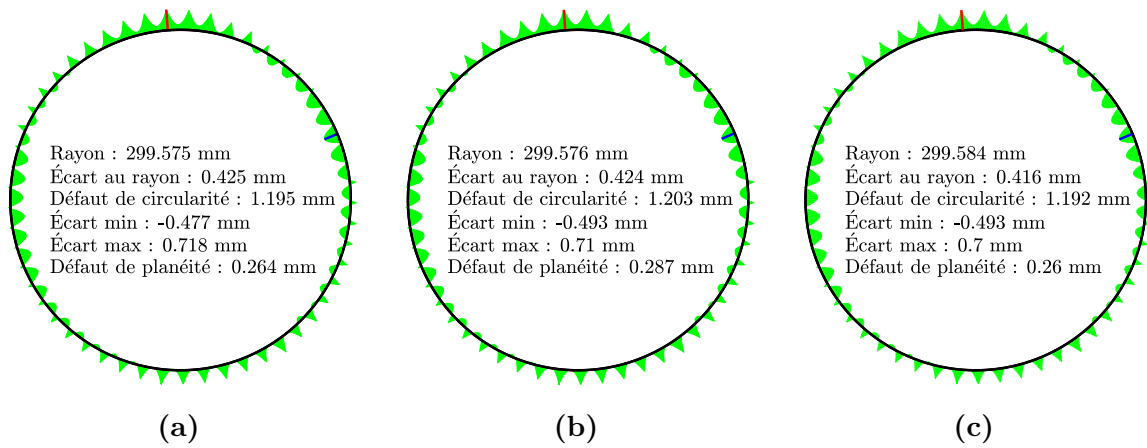 Rayon : 299.575 mm
Écart au rayon : 0.425 mm
Défaut de circularité : 1.195 mm
Écart min : -0.477 mm
Écart max : 0.718 mm
Défaut de planéité : 0.264 mm
(a)
Rayon : 299.576 mm
Écart au rayon : 0.424 mm
Défaut de circularité : 1.203 mm
Écart min : -0.493 mm
Écart max : 0.71 mm
Défaut de planéité : 0.287 mm
(b)
Rayon : 299.584 mm
Écart au rayon : 0.416 mm
Défaut de circularité : 1.192 mm
Écart min : -0.493 mm
Écart max : 0.7 mm
Défaut de planéité : 0.26 mm
(c)